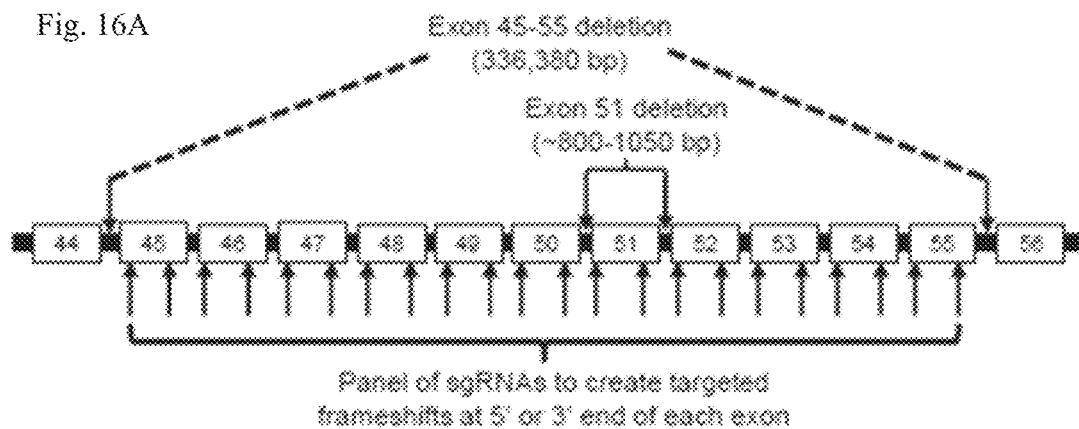 Fig. 16A
Exon 45-55 deletion
(336,380 bp)
Exon 51 deletion
(~800-1050 bp)
44 45 46 47 48 49 50 51 52 53 54 55 56
Panel of sgRNAs to create targeted
frameshifts at 5' or 3' end of each exon